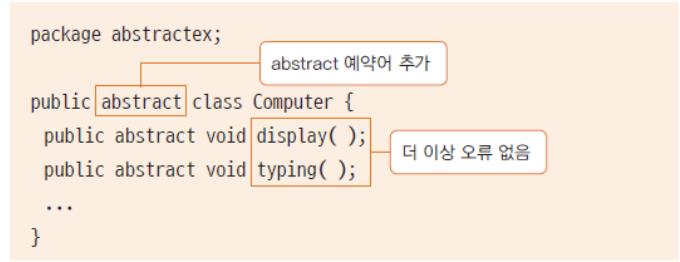 package abstractex;
abstract 예약어 추가
public abstract class Computer {
public abstract void display( );
더 이상 오류 없음
public abstract void typing( );
...
}